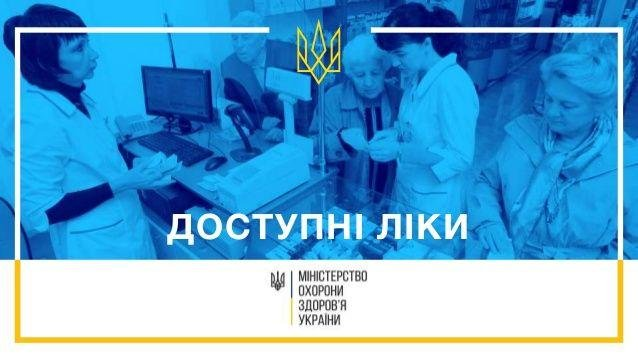 ДОСТУПНІ ЛІКИ
МІНІСТЕРСТВО
ОХОРОНИ
ЗДОРОВ'Я
УКРАЇНИ